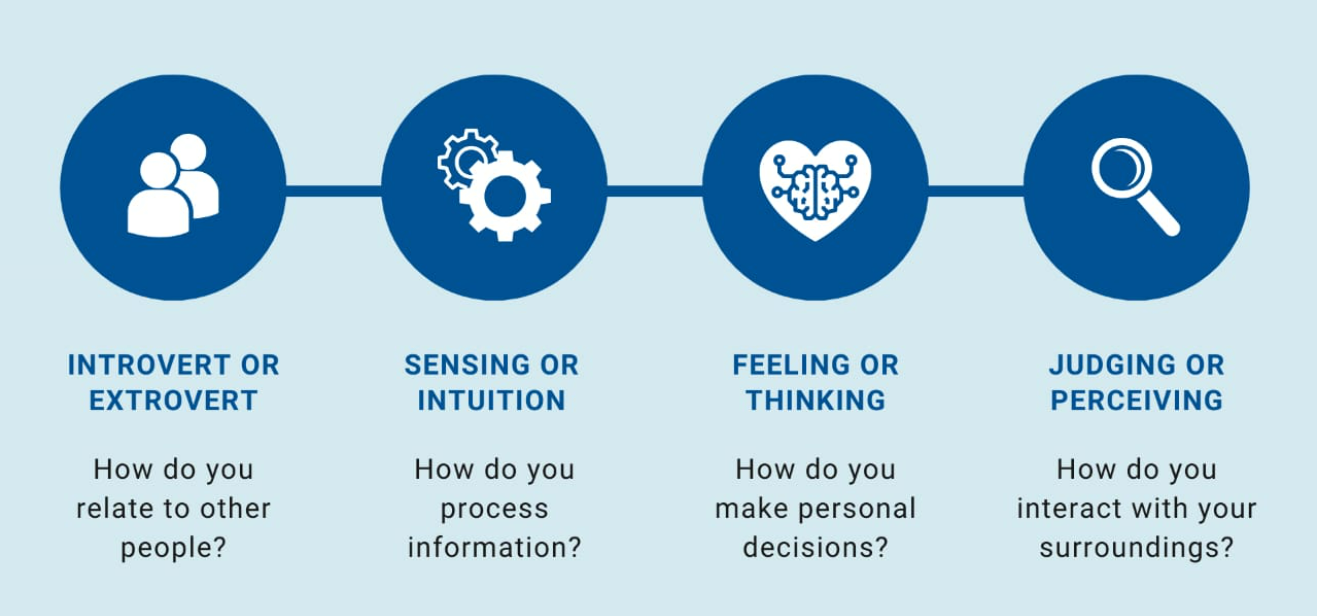 INTROVERT OR
EXTROVERT
How do you
relate to other
people?
SENSING OR
INTUITION
How do you
process
information?
FEELING OR
THINKING
How do you
make personal
decisions?
JUDGING OR
PERCEIVING
How do you
interact with your
surroundings?